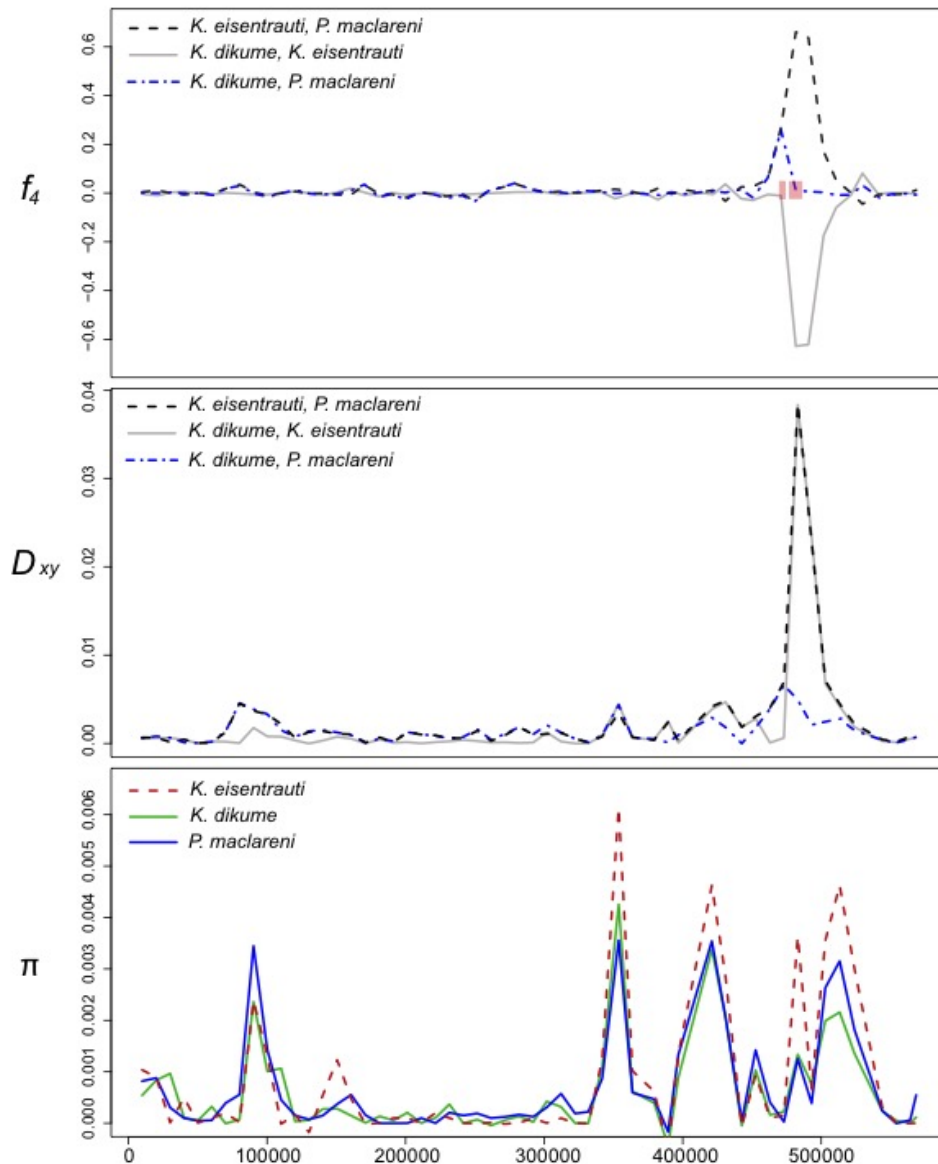 K. eisentrauti, P. maclareni
K. dikume, K. eisentrauti
K. dikume, P. maclareni
f4
0.6
0.4
0.2
0.0
−0.2
−0.4
−0.6
K. eisentrauti, P. maclareni
K. dikume, K. eisentrauti
K. dikume, P. maclareni
Dxy
0.04
0.03
0.02
0.01
0.00
K. eisentrauti
K. dikume
P. maclareni
π
0.006
0.005
0.004
0.003
0.002
0.001
0.000
0 100000 200000 300000 400000 500000